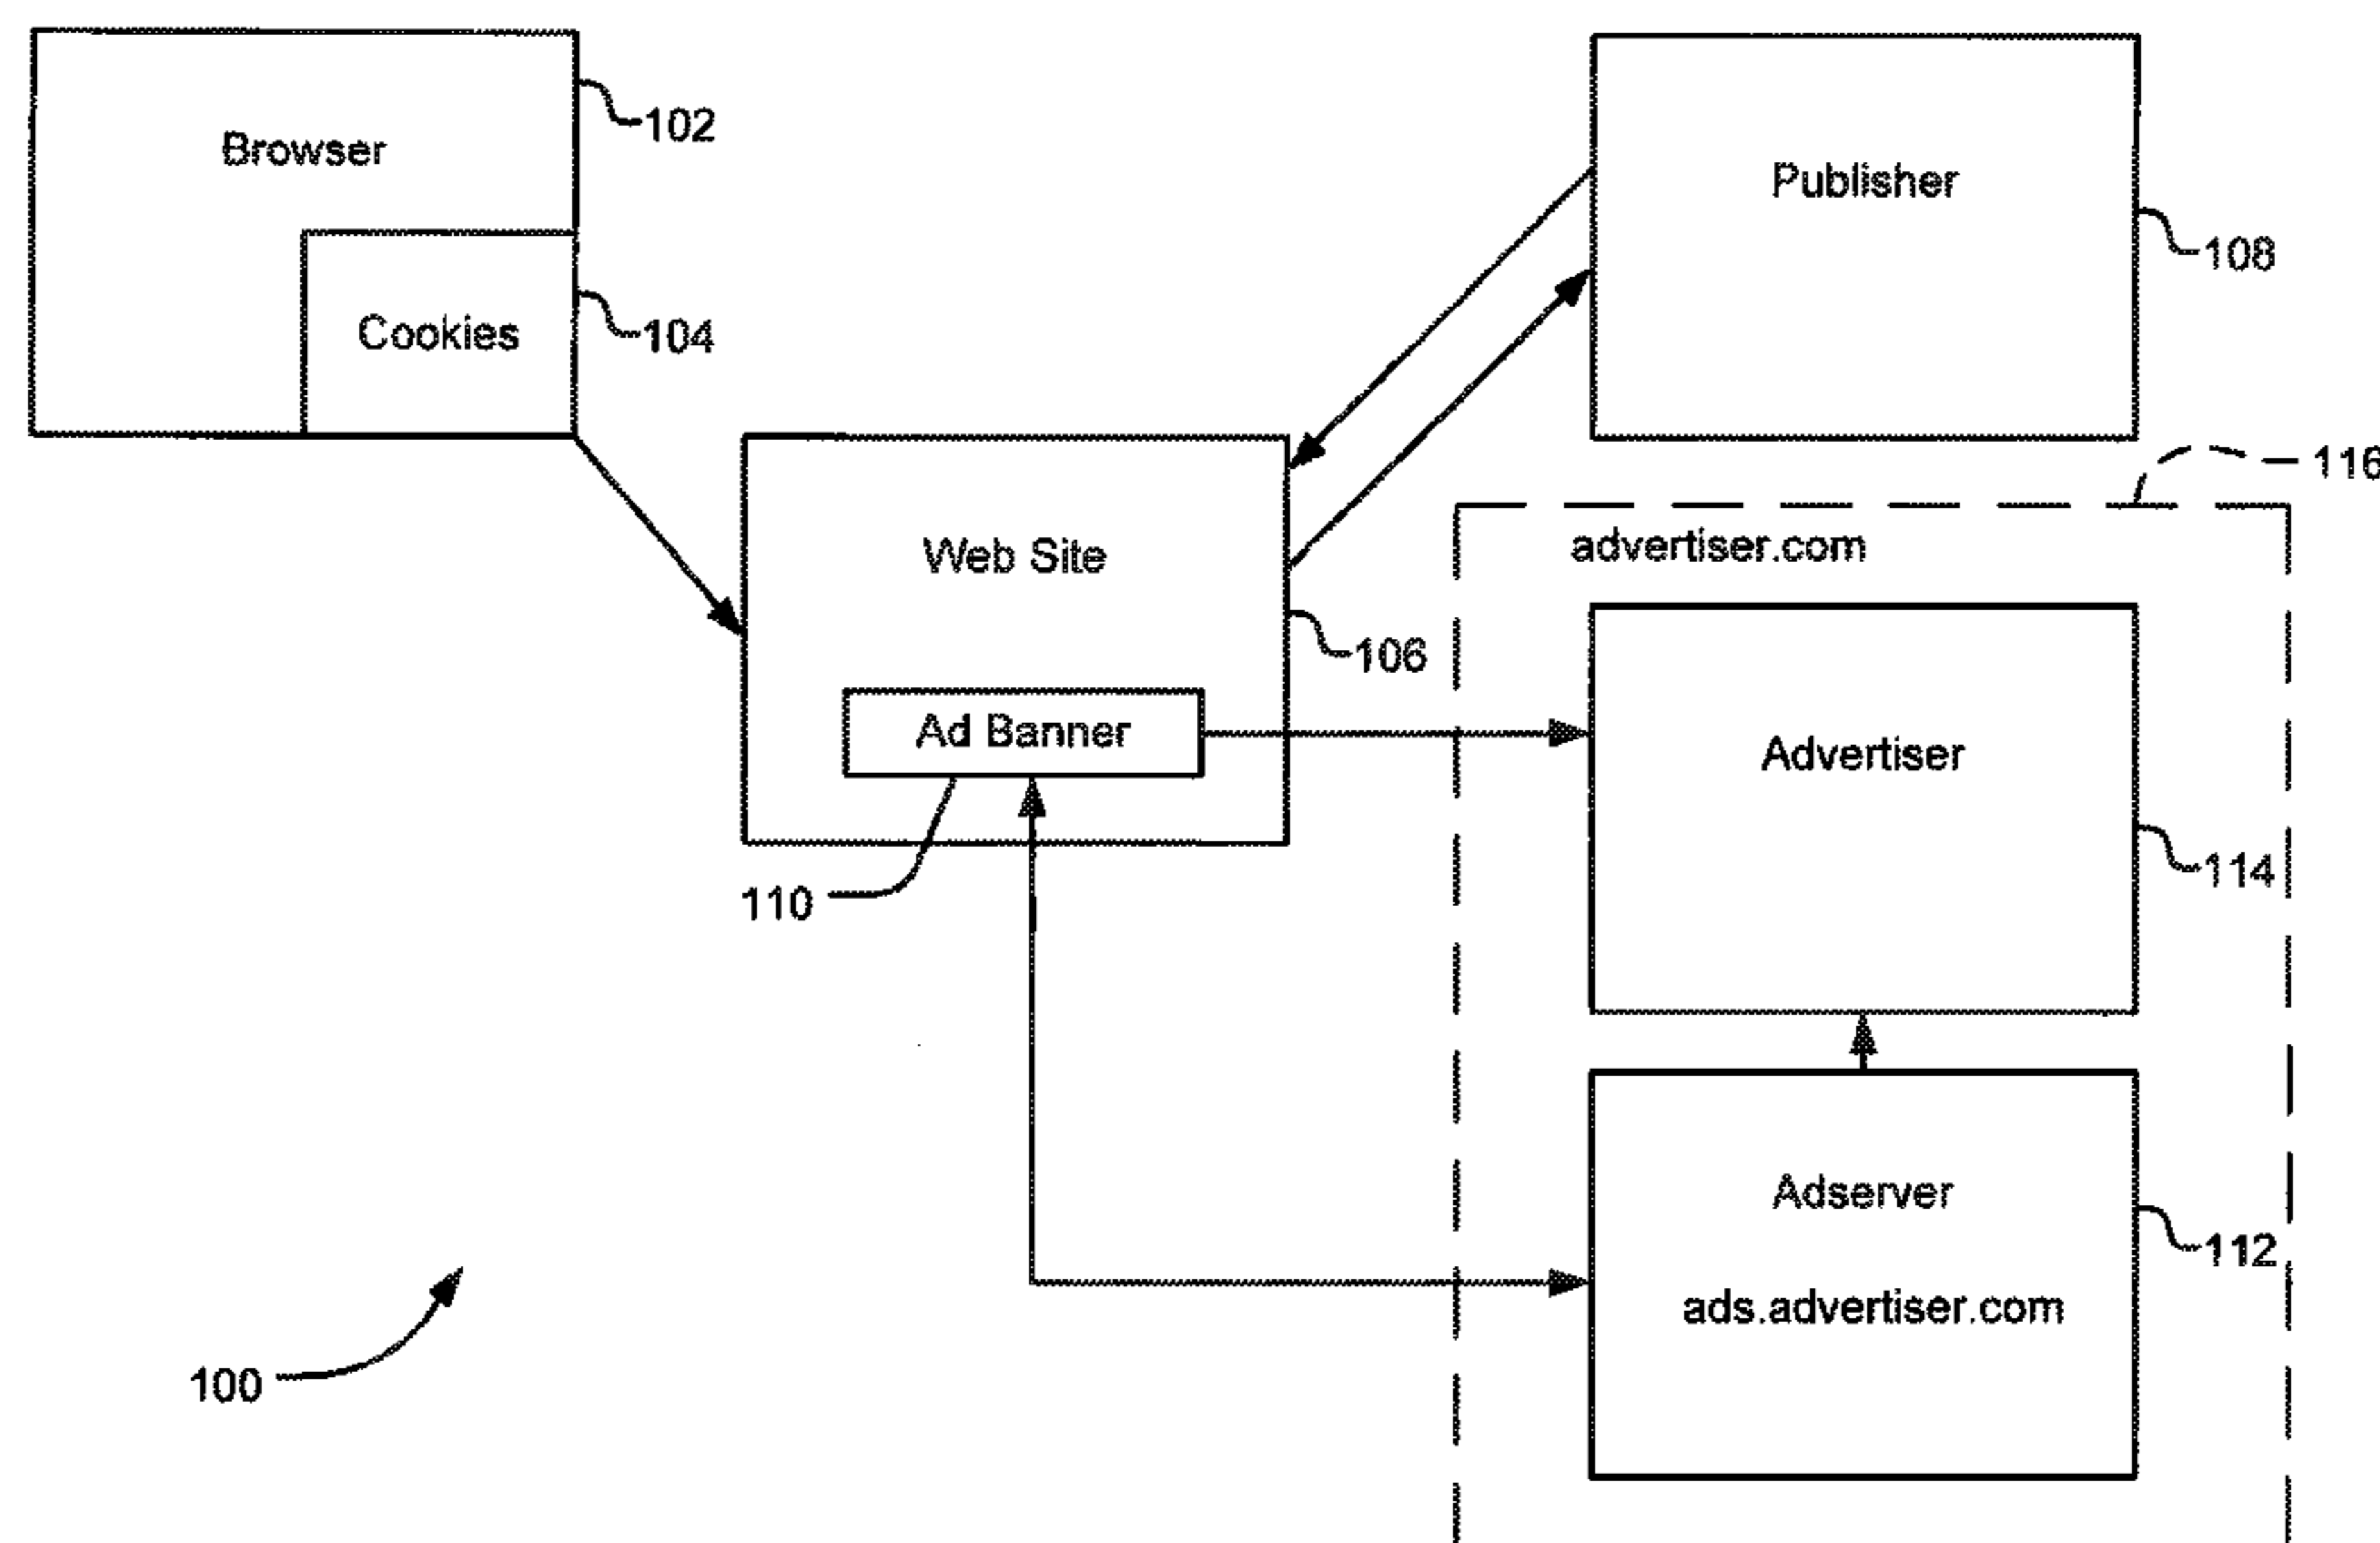 Browser
102
Cookies
104
Publisher
108
116
Web Site
106
Ad Banner
110
advertiser.com
Advertiser
114
Adserver
ads.advertiser.com
112
100